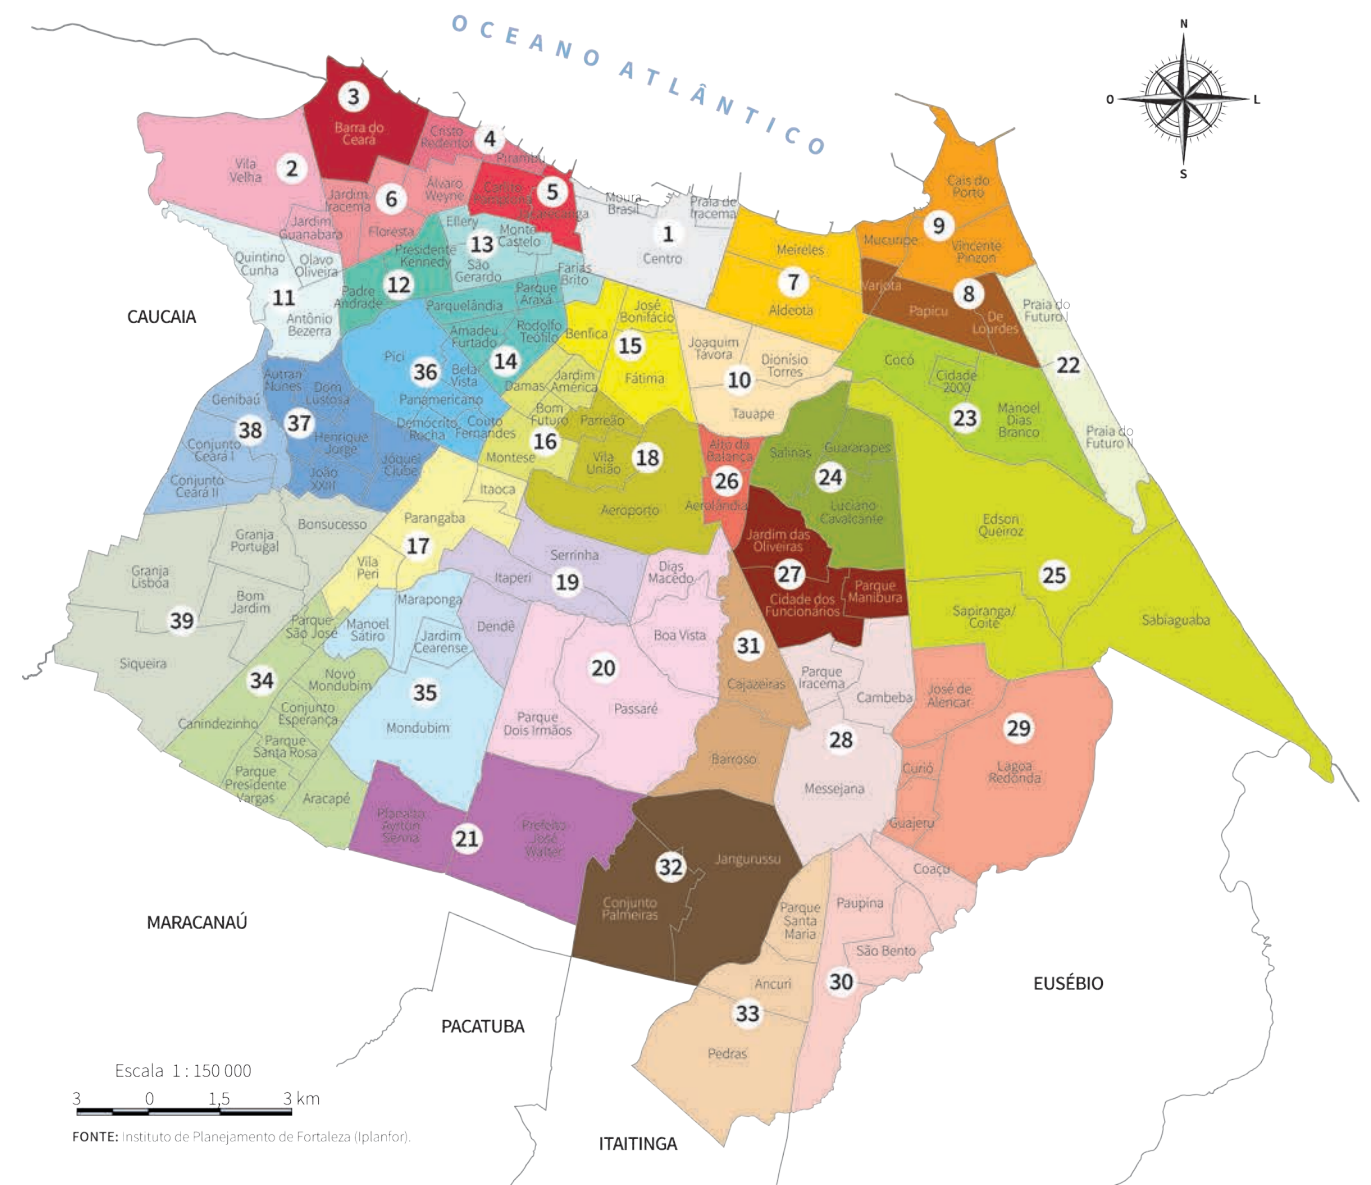 OCEANO ATLÂNTICO
N
O
L
S
3
Barra do
Ceará
4
Cristo
Redentor
Pirambu
2
Vila
Velha
6
Jardim
Iracema
Álvaro
Weyne
5
Jardim
Guanabara
Floresta
Moura
Brasil
Praia de
Iracema
1
Centro
Cais do
Porto
9
Mucuripe
Vincente
Pinzon
Ellery
13
Monte
Castelo
São
Gerardo
Farias
Brito
Presidente
Kennedy
12
Padre
Andrade
Meireles
7
Aldeota
Varjota
8
Papicu
De
Lourdes
Quintino
Cunha
Olavo
Oliveira
11
Antônio
Bezerra
CAUCAIA
Parquelândia
Parque
Araxá
Amadeu
Furtado
Rodolfo
Teófilo
14
José
Bonifácio
Benfica
15
Fátima
Joaquim
Távora
Dionísio
Torres
10
Tauape
Praia do
Futuro I
22
Praia do
Futuro II
Cocó
Cidade
2000
23
Manoel
Dias
Branco
Pici
36
Bela
Vista
Panamericano
Demócrito
Rocha
Couto
Fernandes
Damas
Jardim
América
Bom
Futuro
16
Montese
Autran
Nunes
Dom
Lustosa
37
Henrique
Jorge
João
XXIII
Jóquei
Clube
Genibaú
38
Conjunto
Ceará I
Conjunto
Ceará II
Parreão
Vila
União
18
Aeroporto
Alto da
Balança
26
Aerolândia
Salinas
Guararapes
24
Luciano
Cavalcante
Itaoca
Parangaba
17
Vila
Peri
Edson
Queiroz
25
Sapiranga/
Coité
Sabiaguaba
Granja
Portugal
Bonsucesso
Granja
Lisboa
Bom
Jardim
39
Siqueira
Jardim das
Oliveiras
27
Cidade dos
Funcionários
Parque
Manibura
Serrinha
Itaperi
19
Dendê
Dias
Macêdo
Boa Vista
20
Passaré
Parque
Dois Irmãos
Maraponga
Manoel
Sátiro
Jardim
Cearense
35
Mondubim
Parque
São José
34
Novo
Mondubim
Canindezinho
Conjunto
Esperança
Parque
Santa Rosa
Parque
Presidente
Vargas
Aracapé
31
Cajazeiras
Barroso
Parque
Iracema
Cambeba
28
Messejana
José de
Alencar
29
Lagoa
Redonda
Curió
Guajeru
Planalto
Ayrton
Senna
21
Prefeito
José
Walter
32
Jangurussu
Conjunto
Palmeiras
Coaçu
Paupina
São Bento
30
Parque
Santa
Maria
Ancuri
33
Pedras
MARACANAÚ
PACATUBA
ITAITINGA
EUSÉBIO
Escala 1 : 150 000
3 0 1,5 3 km
FONTE: Instituto de Planejamento de Fortaleza (Iplanfor).